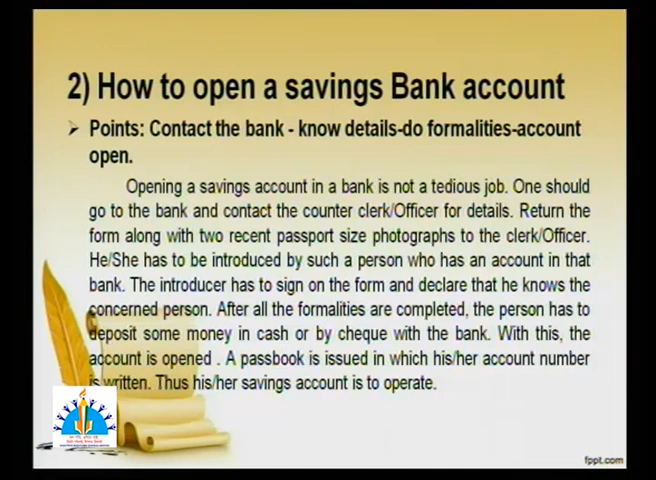 2) How to open a savings Bank account
➢ Points: Contact the bank - know details-do formalities-account
open.
Opening a savings account in a bank is not a tedious job. One should
go to the bank and contact the counter clerk/Officer for details. Return the
form along with two recent passport size photographs to the clerk/Officer.
He/She has to be introduced by such a person who has an account in that
bank. The introducer has to sign on the form and declare that he knows the
concerned person. After all the formalities are completed, the person has to
deposit some money in cash or by cheque with the bank. With this, the
account is opened . A passbook is issued in which his/her account number
is written. Thus his/her savings account is to operate.
fppt.com